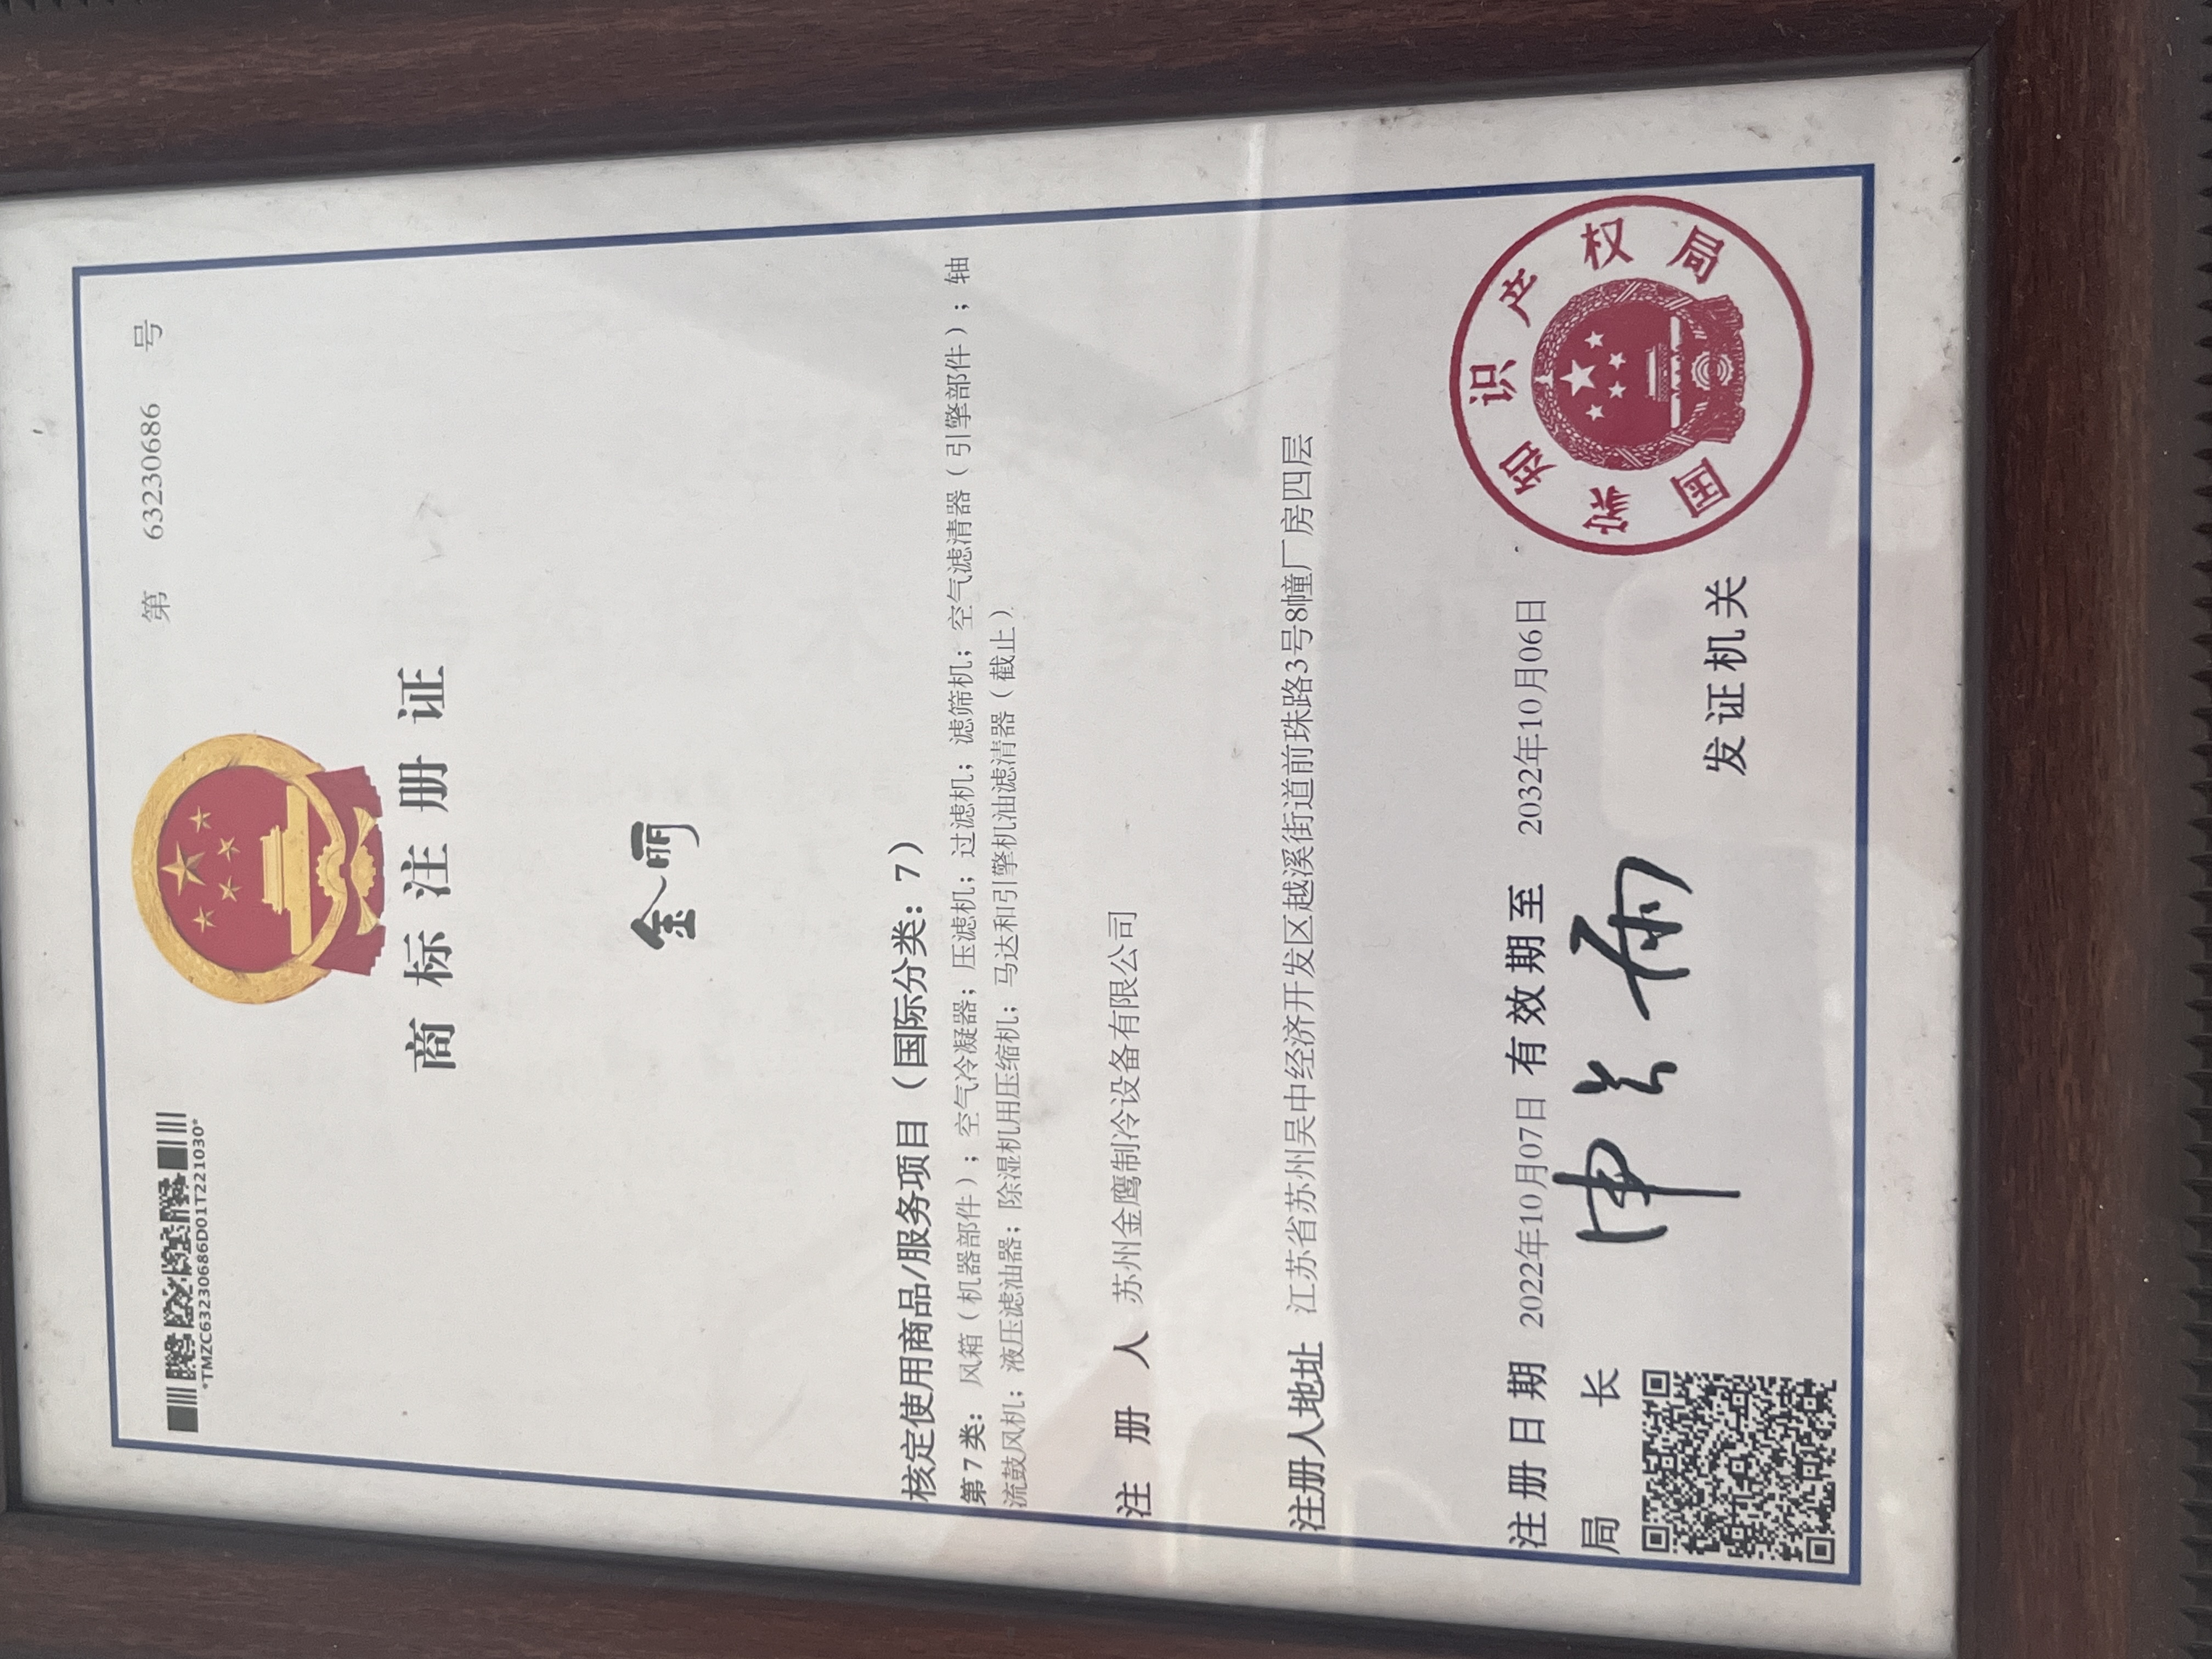 *TMZC63230686D01T221030*
第 63230686 号
商标注册证
金丽
核定使用商品/服务项目（国际分类：7）
第7类：风箱（机器部件）；空气冷凝器；压滤机；过滤机；滤筛机；空气滤清器（引擎部件）；轴
流鼓风机；液压滤油器；除湿机用压缩机；马达和引擎机油滤清器（截止）
注册人 苏州金鹰制冷设备有限公司
注册人地址 江苏省苏州吴中经济开发区越溪街道前珠路3号8幢厂房四层
注册日期 2022年10月07日 有效期至 2032年10月06日
局长 申长雨
发证机关
国家知识产权局